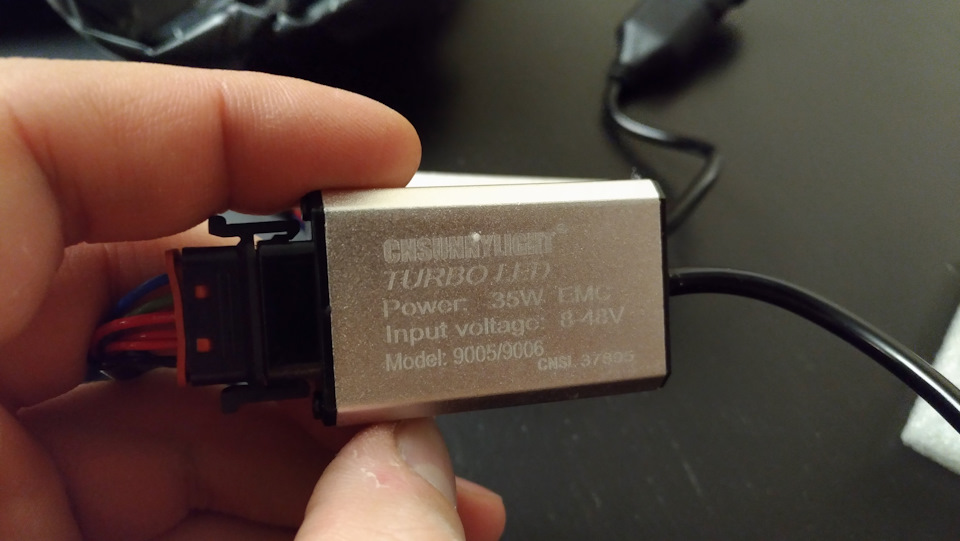 CNSUNNYLIGHT®
TURBO LED
Power: 35W EMC
Input voltage: 8-48V
Model: 9005/9006
CNSL 37895